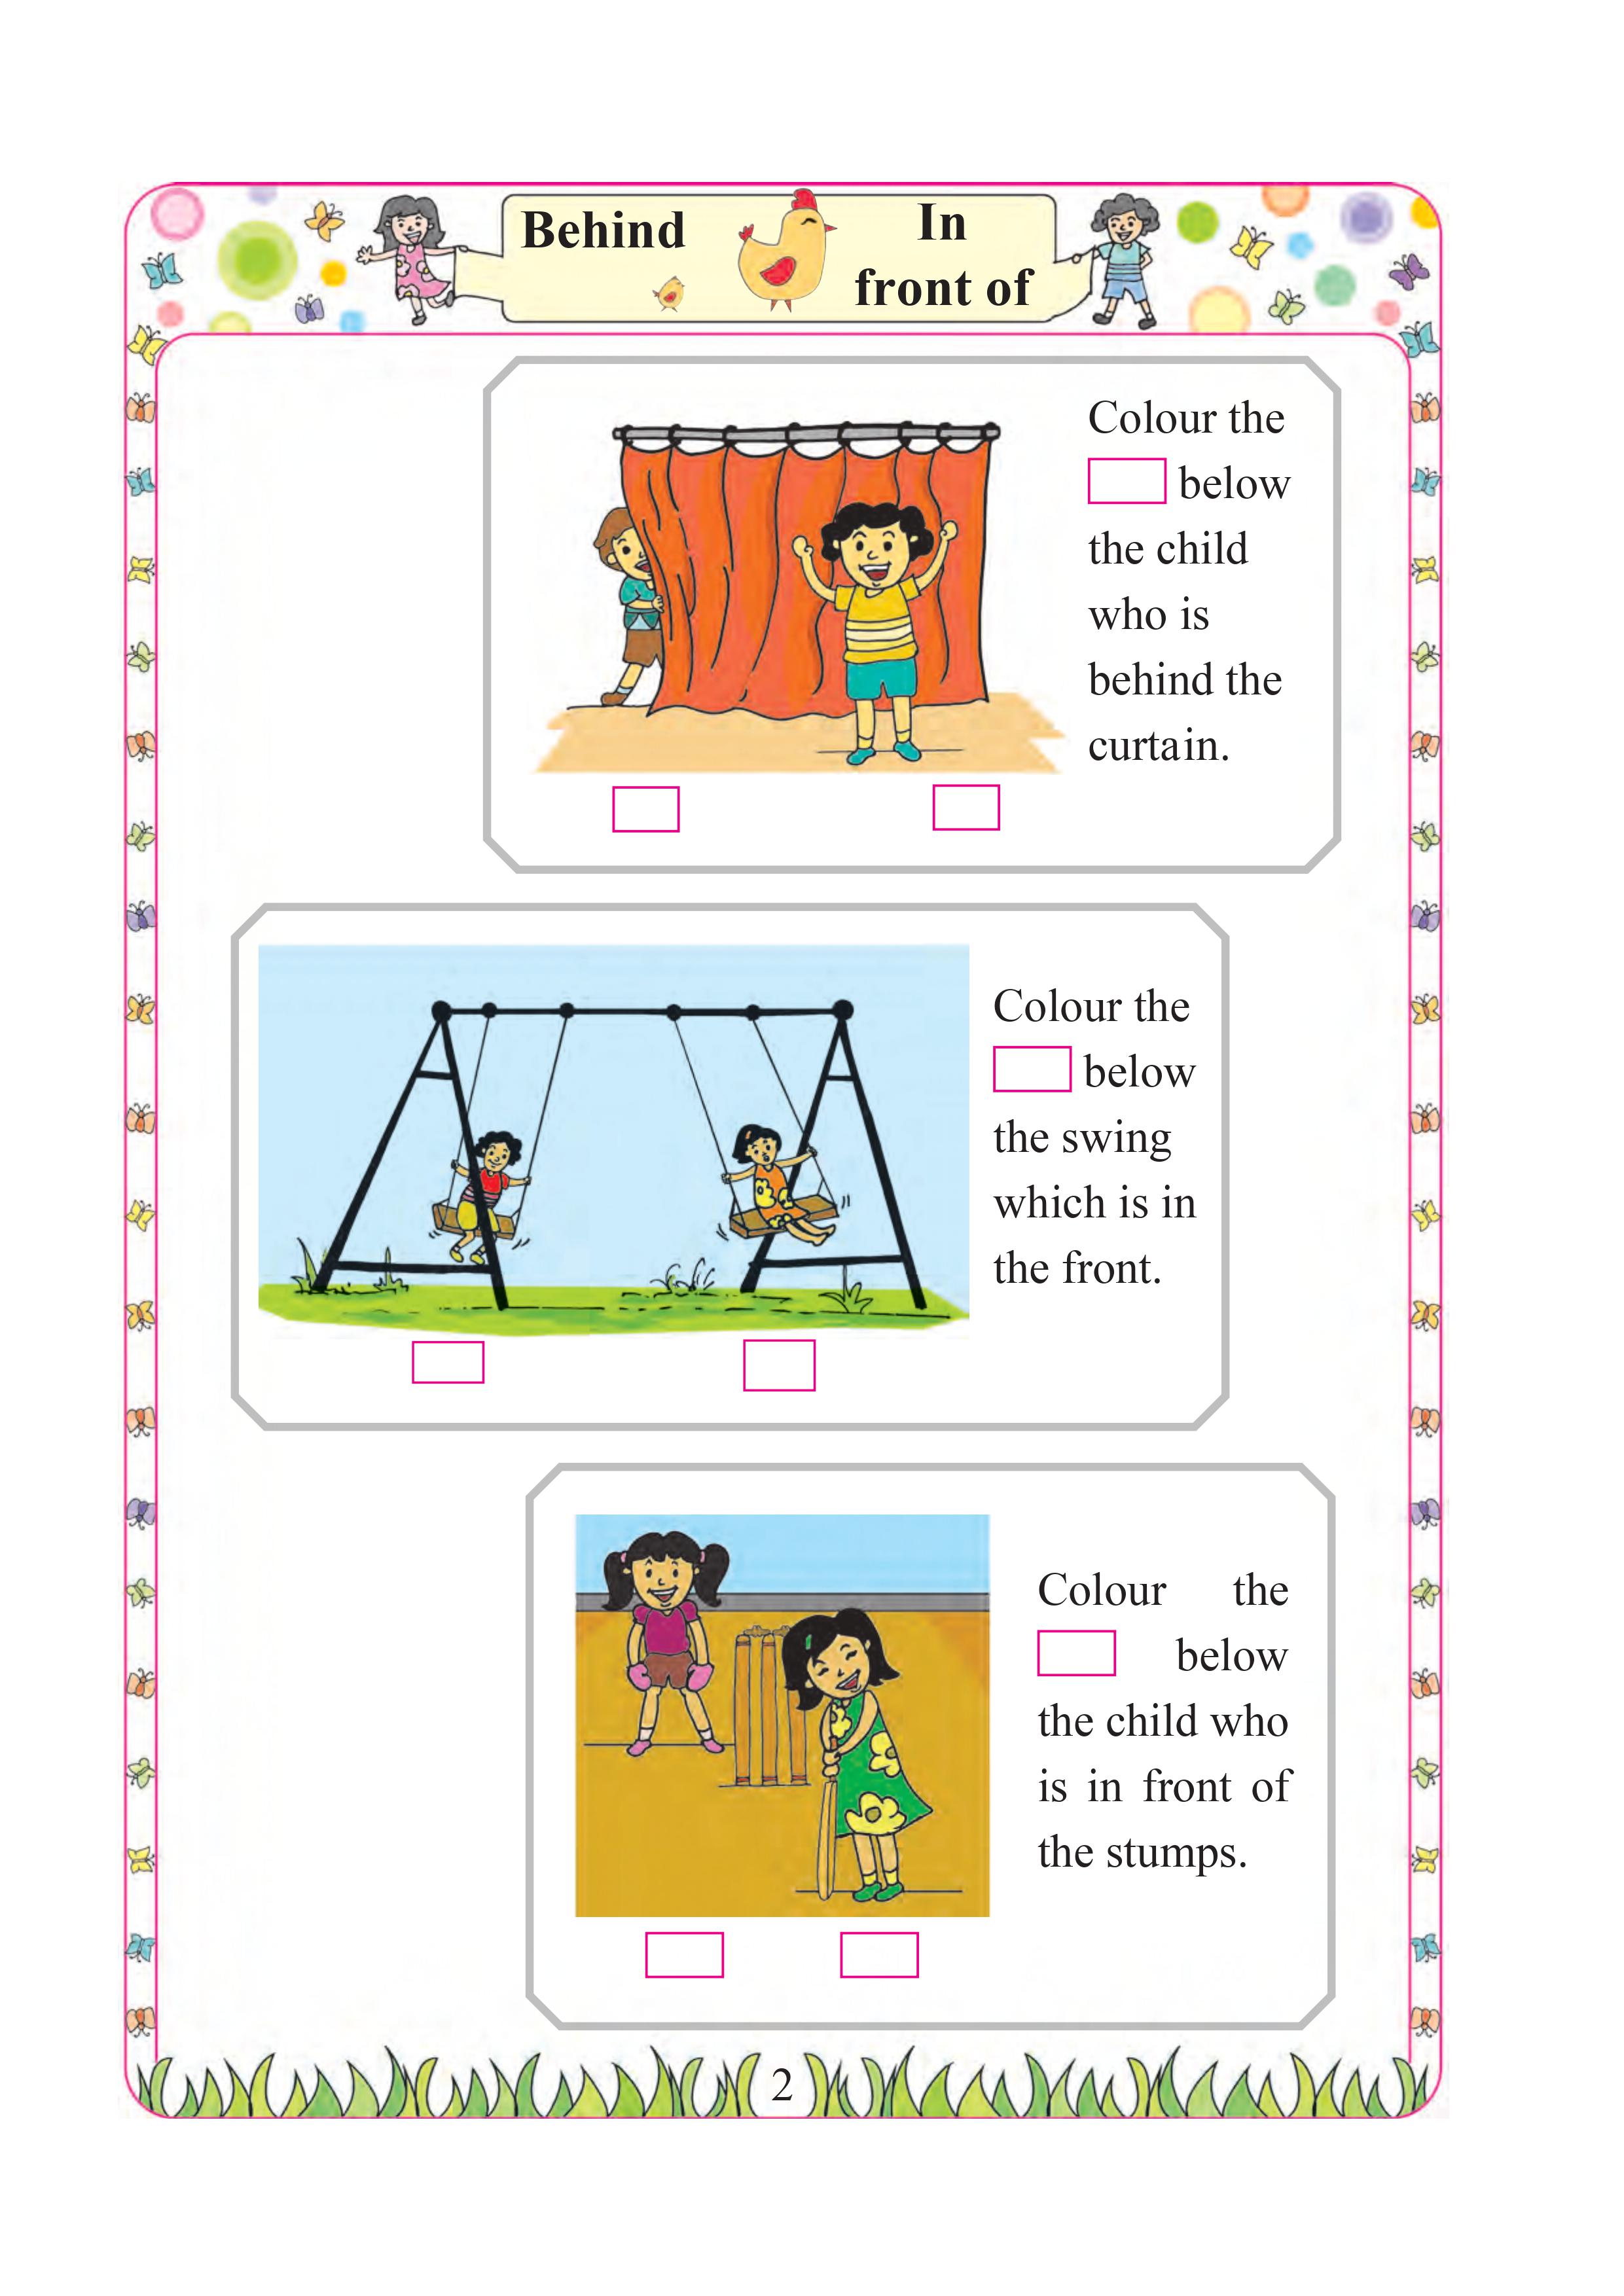 Behind
In
front of
Colour the
below
the child
who is
behind the
curtain.
Colour the
below
the swing
which is in
the front.
Colour the
below
the child who
is in front of
the stumps.
2